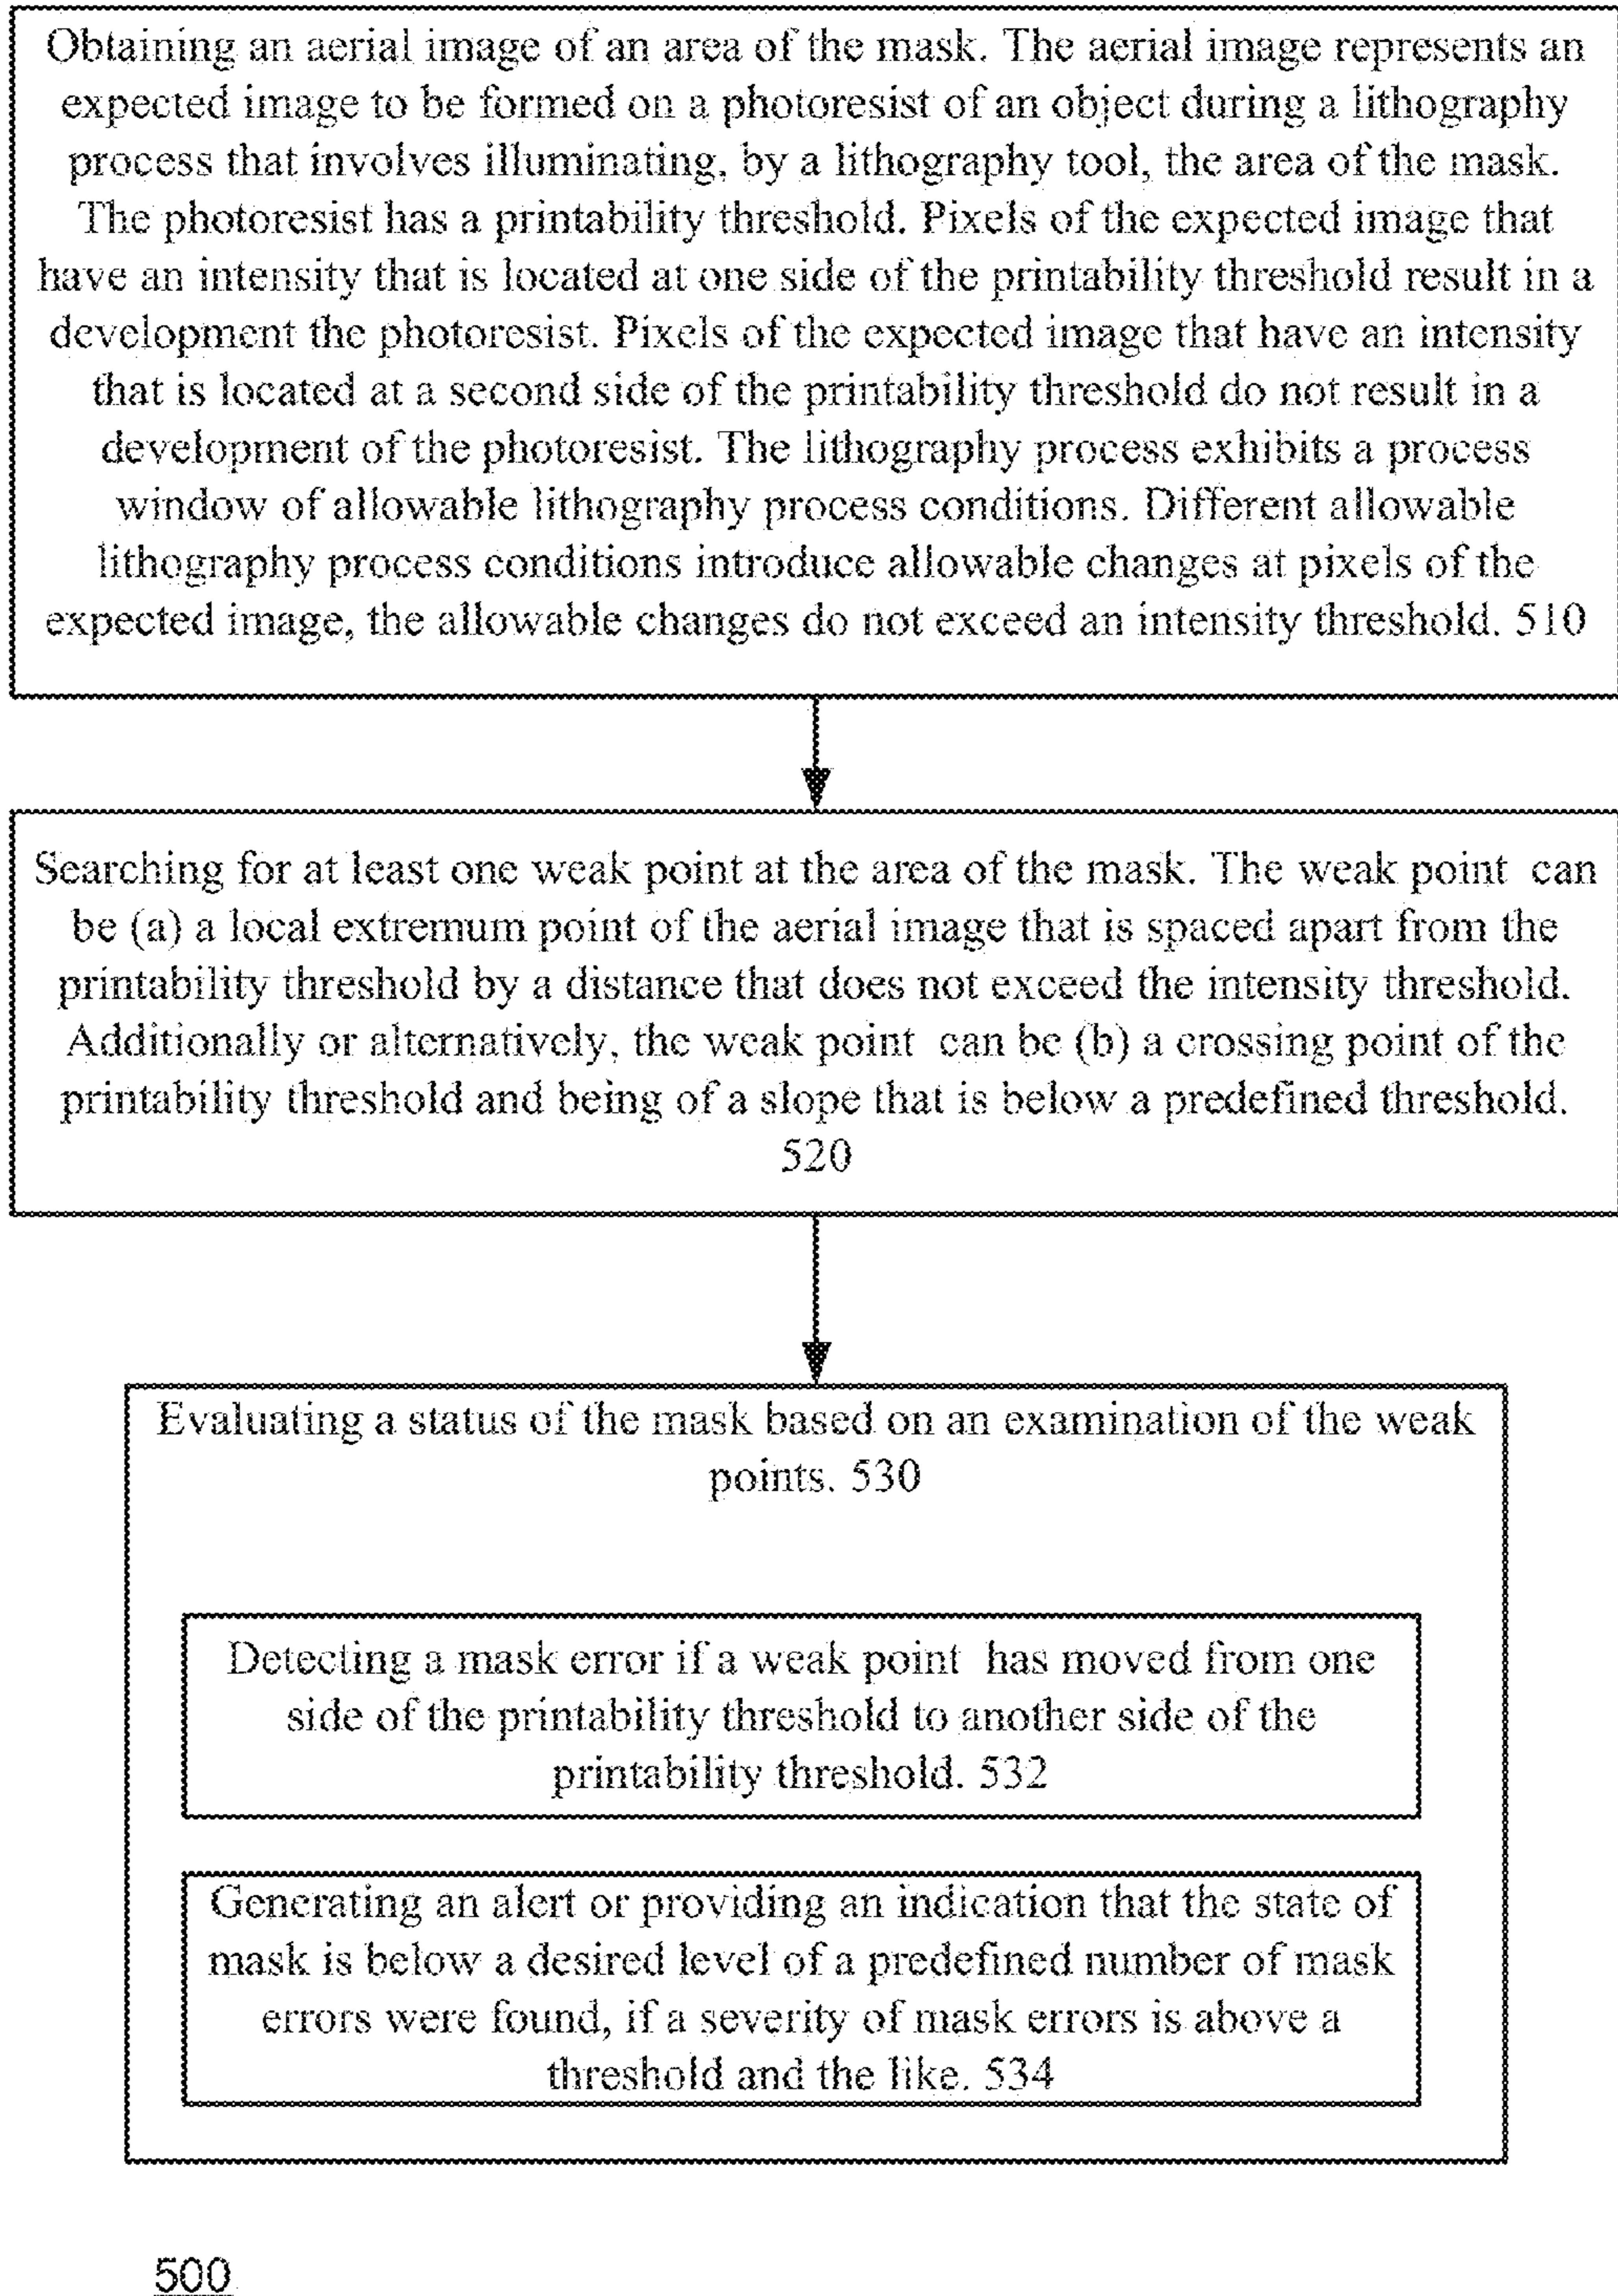 Obtaining an aerial image of an area of the mask. The aerial image represents an
expected image to be formed on a photoresist of an object during a lithography
process that involves illuminating, by a lithography tool, the area of the mask.
The photoresist has a printability threshold. Pixels of the expected image that
have an intensity that is located at one side of the printability threshold result in a
development the photoresist. Pixels of the expected image that have an intensity
that is located at a second side of the printability threshold do not result in a
development of the photoresist. The lithography process exhibits a process
window of allowable lithography process conditions. Different allowable
lithography process conditions introduce allowable changes at pixels of the
expected image, the allowable changes do not exceed an intensity threshold. 510
Searching for at least one weak point at the area of the mask. The weak point can
be (a) a local extremum point of the aerial image that is spaced apart from the
printability threshold by a distance that does not exceed the intensity threshold.
Additionally or alternatively, the weak point can be (b) a crossing point of the
printability threshold and being of a slope that is below a predefined threshold.
520
Evaluating a status of the mask based on an examination of the weak
points. 530
Detecting a mask error if a weak point has moved from one
side of the printability threshold to another side of the
printability threshold. 532
Generating an alert or providing an indication that the state of
mask is below a desired level of a predefined number of mask
errors were found, if a severity of mask errors is above a
threshold and the like. 534
500